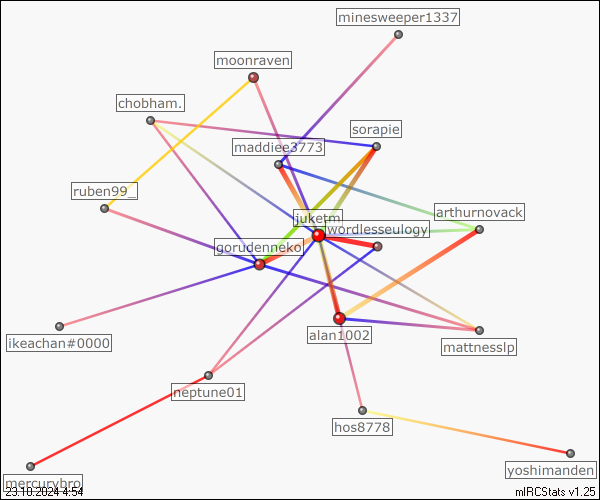 minesweeper1337
moonraven
chobham.
sorapie
maddiee3773
ruben99_
arthurnovack
juketm
wordlesseulogy
gorudeneko
alan1002
ikeachan#0000
mattnesslp
neptune01
hos8778
yoshimanden
mercurybro
23.10.2024 4:54
mIRCStats v1.25